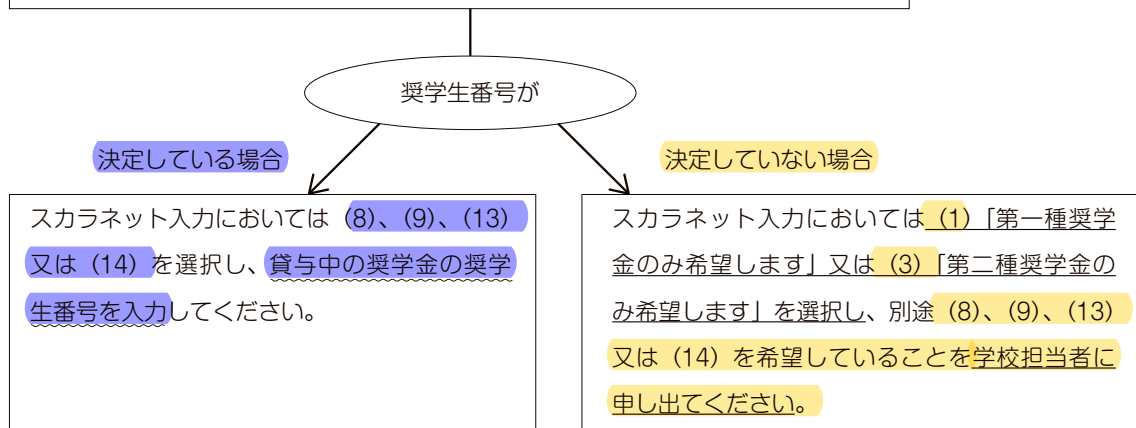 奨学生番号が
決定している場合
決定していない場合
スカラネット入力においては(8)、(9)、(13)
又は(14)を選択し、貸与中の奨学金の奨学
生番号を入力してください。
スカラネット入力においては(1)「第一種奨学
金のみ希望します」又は(3)「第二種奨学金の
み希望します」を選択し、別途(8)、(9)、(13)
又は(14)を希望していることを学校担当者に
申し出てください。